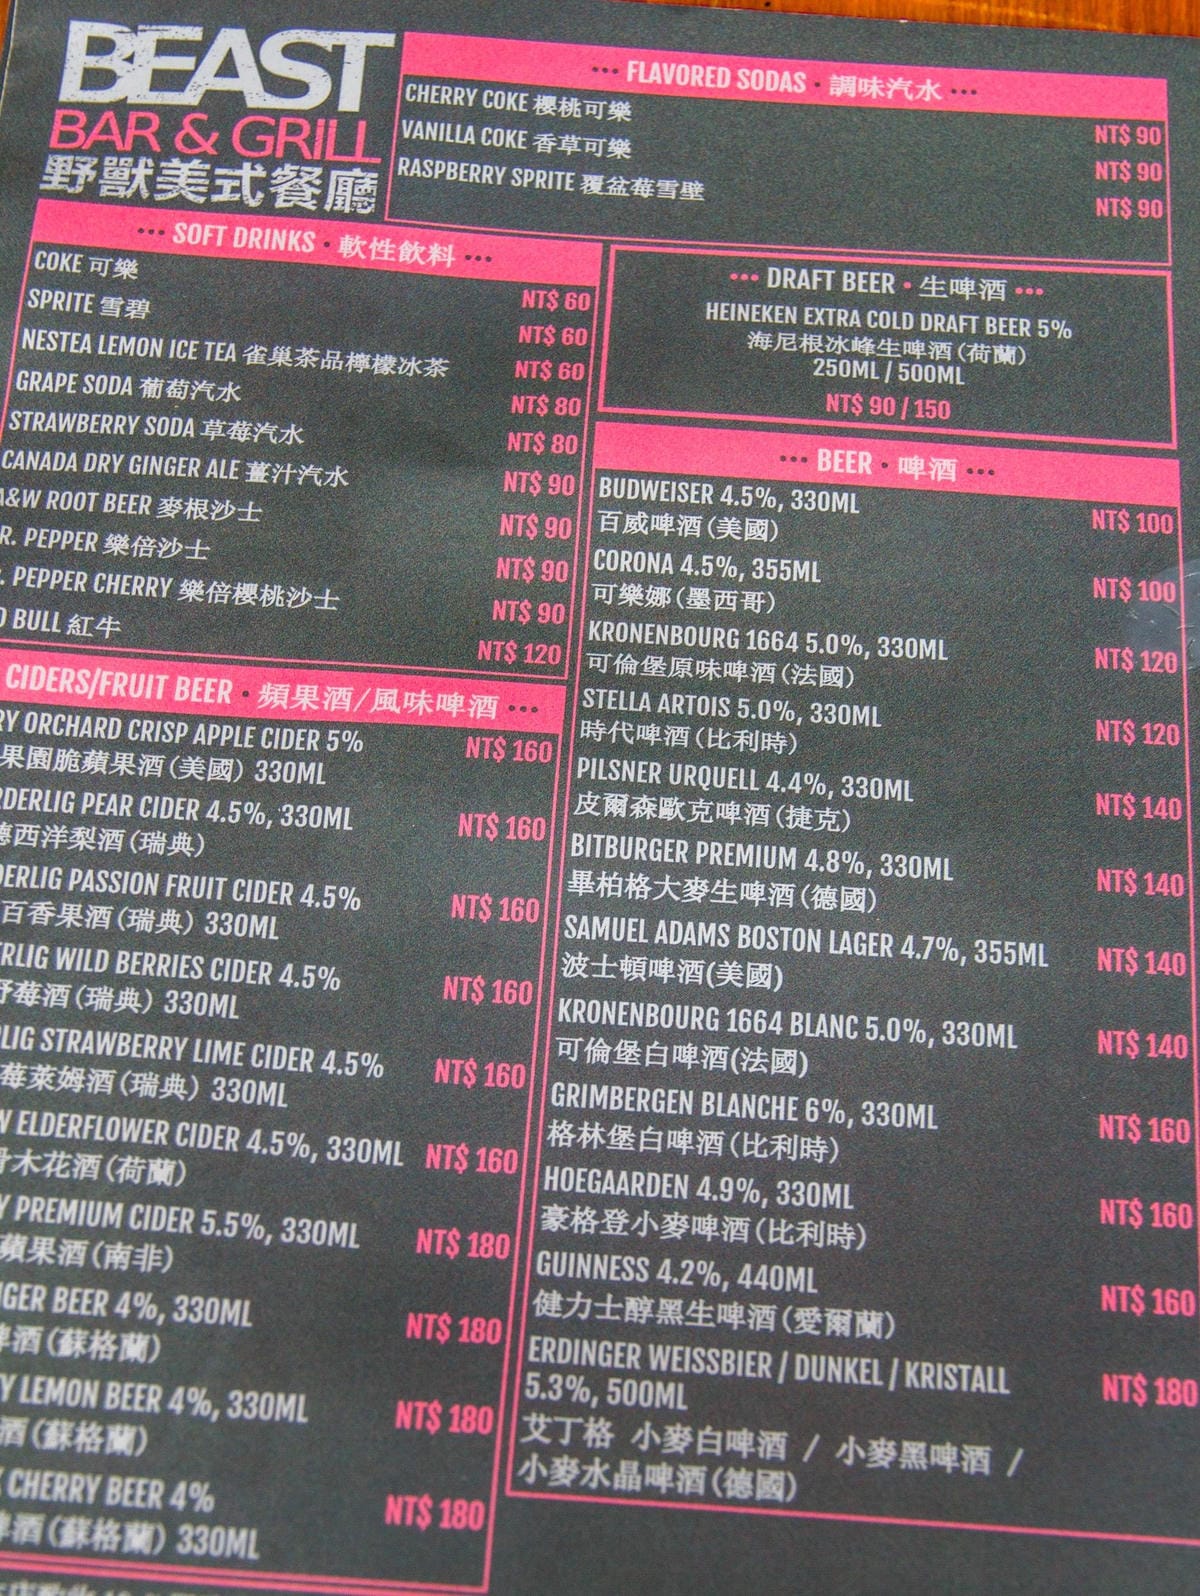 BEAST
BAR & GRILL
野獸美式餐廳
••• FLAVORED SODAS • 調味汽水 •••
CHERRY COKE 櫻桃可樂 NT$ 90
VANILLA COKE 香草可樂 NT$ 90
RASPBERRY SPRITE 覆盆莓雪壁 NT$ 90
••• SOFT DRINKS • 軟性飲料 •••
COKE 可樂 NT$ 60
SPRITE 雪碧 NT$ 60
NESTEA LEMON ICE TEA 雀巢茶品檸檬冰茶 NT$ 60
GRAPE SODA 葡萄汽水 NT$ 80
STRAWBERRY SODA 草莓汽水 NT$ 80
CANADA DRY GINGER ALE 薑汁汽水 NT$ 90
A&W ROOT BEER 麥根沙士 NT$ 90
R. PEPPER 樂倍沙士 NT$ 90
. PEPPER CHERRY 樂倍櫻桃沙士 NT$ 90
BULL 紅牛 NT$ 120
CIDERS/FRUIT BEER • 蘋果酒/風味啤酒 •••
RY ORCHARD CRISP APPLE CIDER 5% NT$ 160
果園脆蘋果酒(美國) 330ML
RDERLIG PEAR CIDER 4.5%, 330ML NT$ 160
德西洋梨酒(瑞典)
DERLIG PASSION FRUIT CIDER 4.5% NT$ 160
百香果酒(瑞典) 330ML
ERLIG WILD BERRIES CIDER 4.5% NT$ 160
野莓酒(瑞典) 330ML
LIG STRAWBERRY LIME CIDER 4.5% NT$ 160
莓萊姆酒(瑞典) 330ML
W ELDERFLOWER CIDER 4.5%, 330ML NT$ 160
骨木花酒(荷蘭)
Y PREMIUM CIDER 5.5%, 330ML NT$ 180
蘋果酒(南非)
GER BEER 4%, 330ML NT$ 180
啤酒(蘇格蘭)
Y LEMON BEER 4%, 330ML NT$ 180
酒(蘇格蘭)
CHERRY BEER 4% NT$ 180
啤酒(蘇格蘭) 330ML
••• DRAFT BEER • 生啤酒 •••
HEINEKEN EXTRA COLD DRAFT BEER 5%
海尼根冰峰生啤酒(荷蘭)
250ML / 500ML
NT$ 90 / 150
••• BEER • 啤酒 •••
BUDWEISER 4.5%, 330ML NT$ 100
百威啤酒(美國)
CORONA 4.5%, 355ML NT$ 100
可樂娜(墨西哥)
KRONENBOURG 1664 5.0%, 330ML NT$ 120
可倫堡原味啤酒(法國)
STELLA ARTOIS 5.0%, 330ML NT$ 120
時代啤酒(比利時)
PILSNER URQUELL 4.4%, 330ML NT$ 140
皮爾森歐克啤酒(捷克)
BITBURGER PREMIUM 4.8%, 330ML NT$ 140
畢柏格大麥生啤酒(德國)
SAMUEL ADAMS BOSTON LAGER 4.7%, 355ML NT$ 140
波士頓啤酒(美國)
KRONENBOURG 1664 BLANC 5.0%, 330ML NT$ 140
可倫堡白啤酒(法國)
GRIMBERGEN BLANCHE 6%, 330ML NT$ 160
格林堡白啤酒(比利時)
HOEGAARDEN 4.9%, 330ML NT$ 160
豪格登小麥啤酒(比利時)
GUINNESS 4.2%, 440ML NT$ 160
健力士醇黑生啤酒(愛爾蘭)
ERDINGER WEISSBIER / DUNKEL / KRISTALL NT$ 180
5.3%, 500ML
艾丁格 小麥白啤酒 / 小麥黑啤酒 /
小麥水晶啤酒(德國)